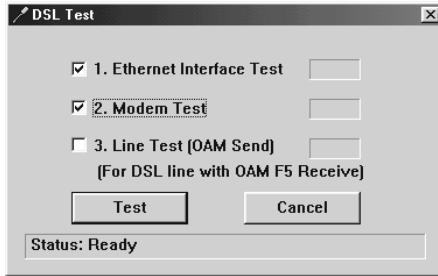 DSL Test
1. Ethernet Interface Test
2. Modem Test
3. Line Test (OAM Send)
(For DSL line with OAM F5 Receive)
Test Cancel
Status: Ready